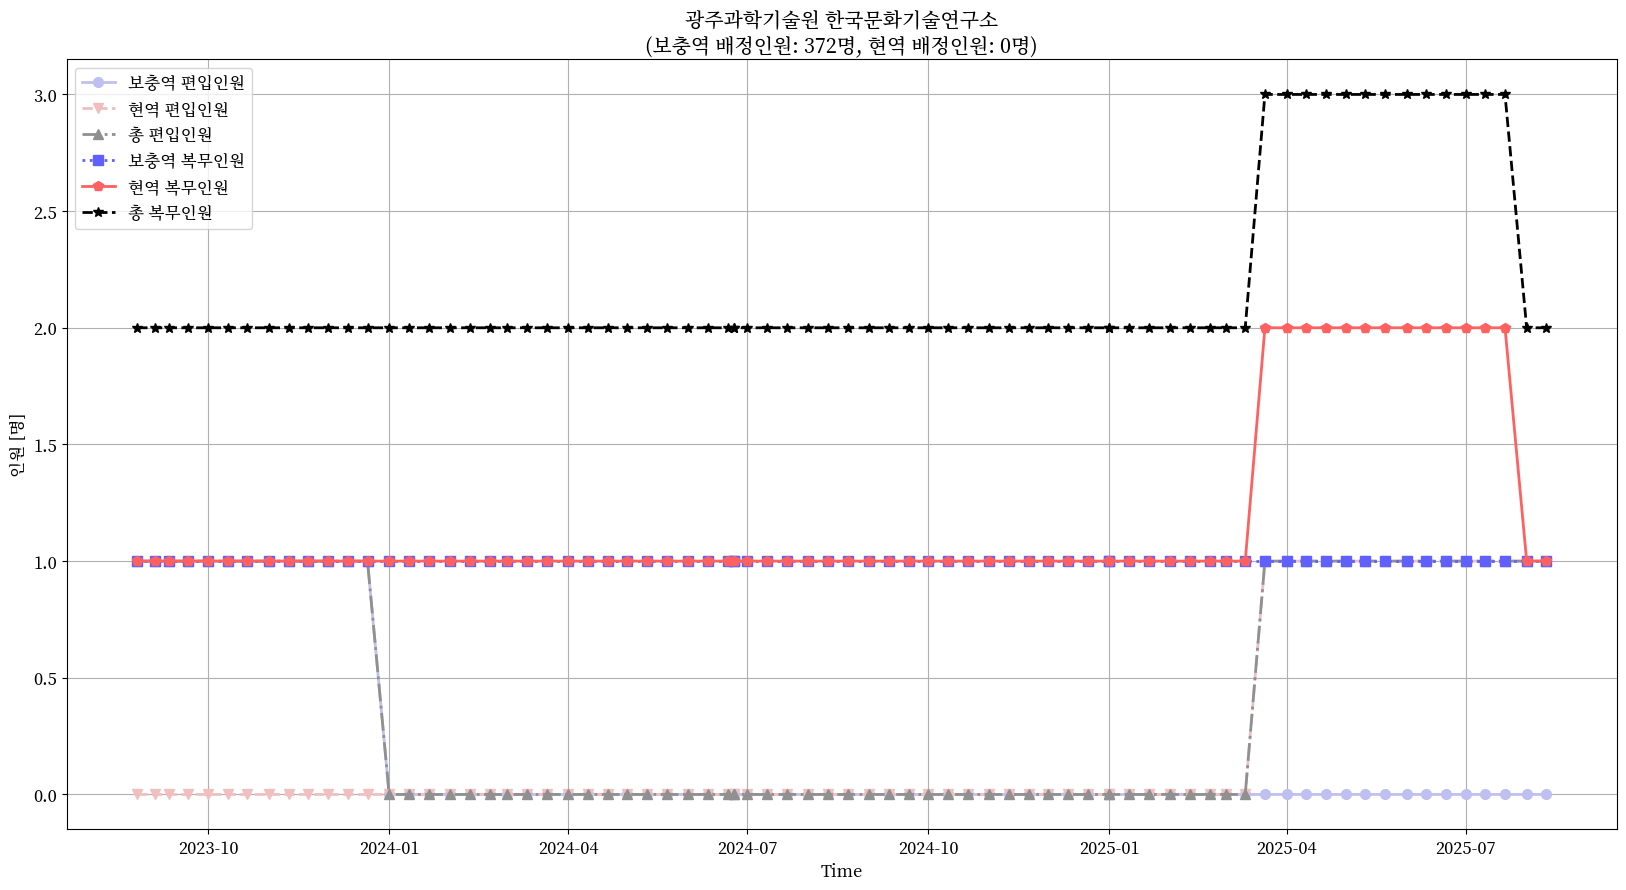 광주과학기술원 한국문화기술연구소
(보충역 배정인원: 372명, 현역 배정인원: 0명)
보충역 편입인원
현역 편입인원
총 편입인원
보충역 복무인원
현역 복무인원
총 복무인원
인원 [명]
3.0
2.5
2.0
1.5
1.0
0.5
0.0
2023-10
2024-01
2024-04
2024-07
2024-10
2025-01
2025-04
2025-07
Time